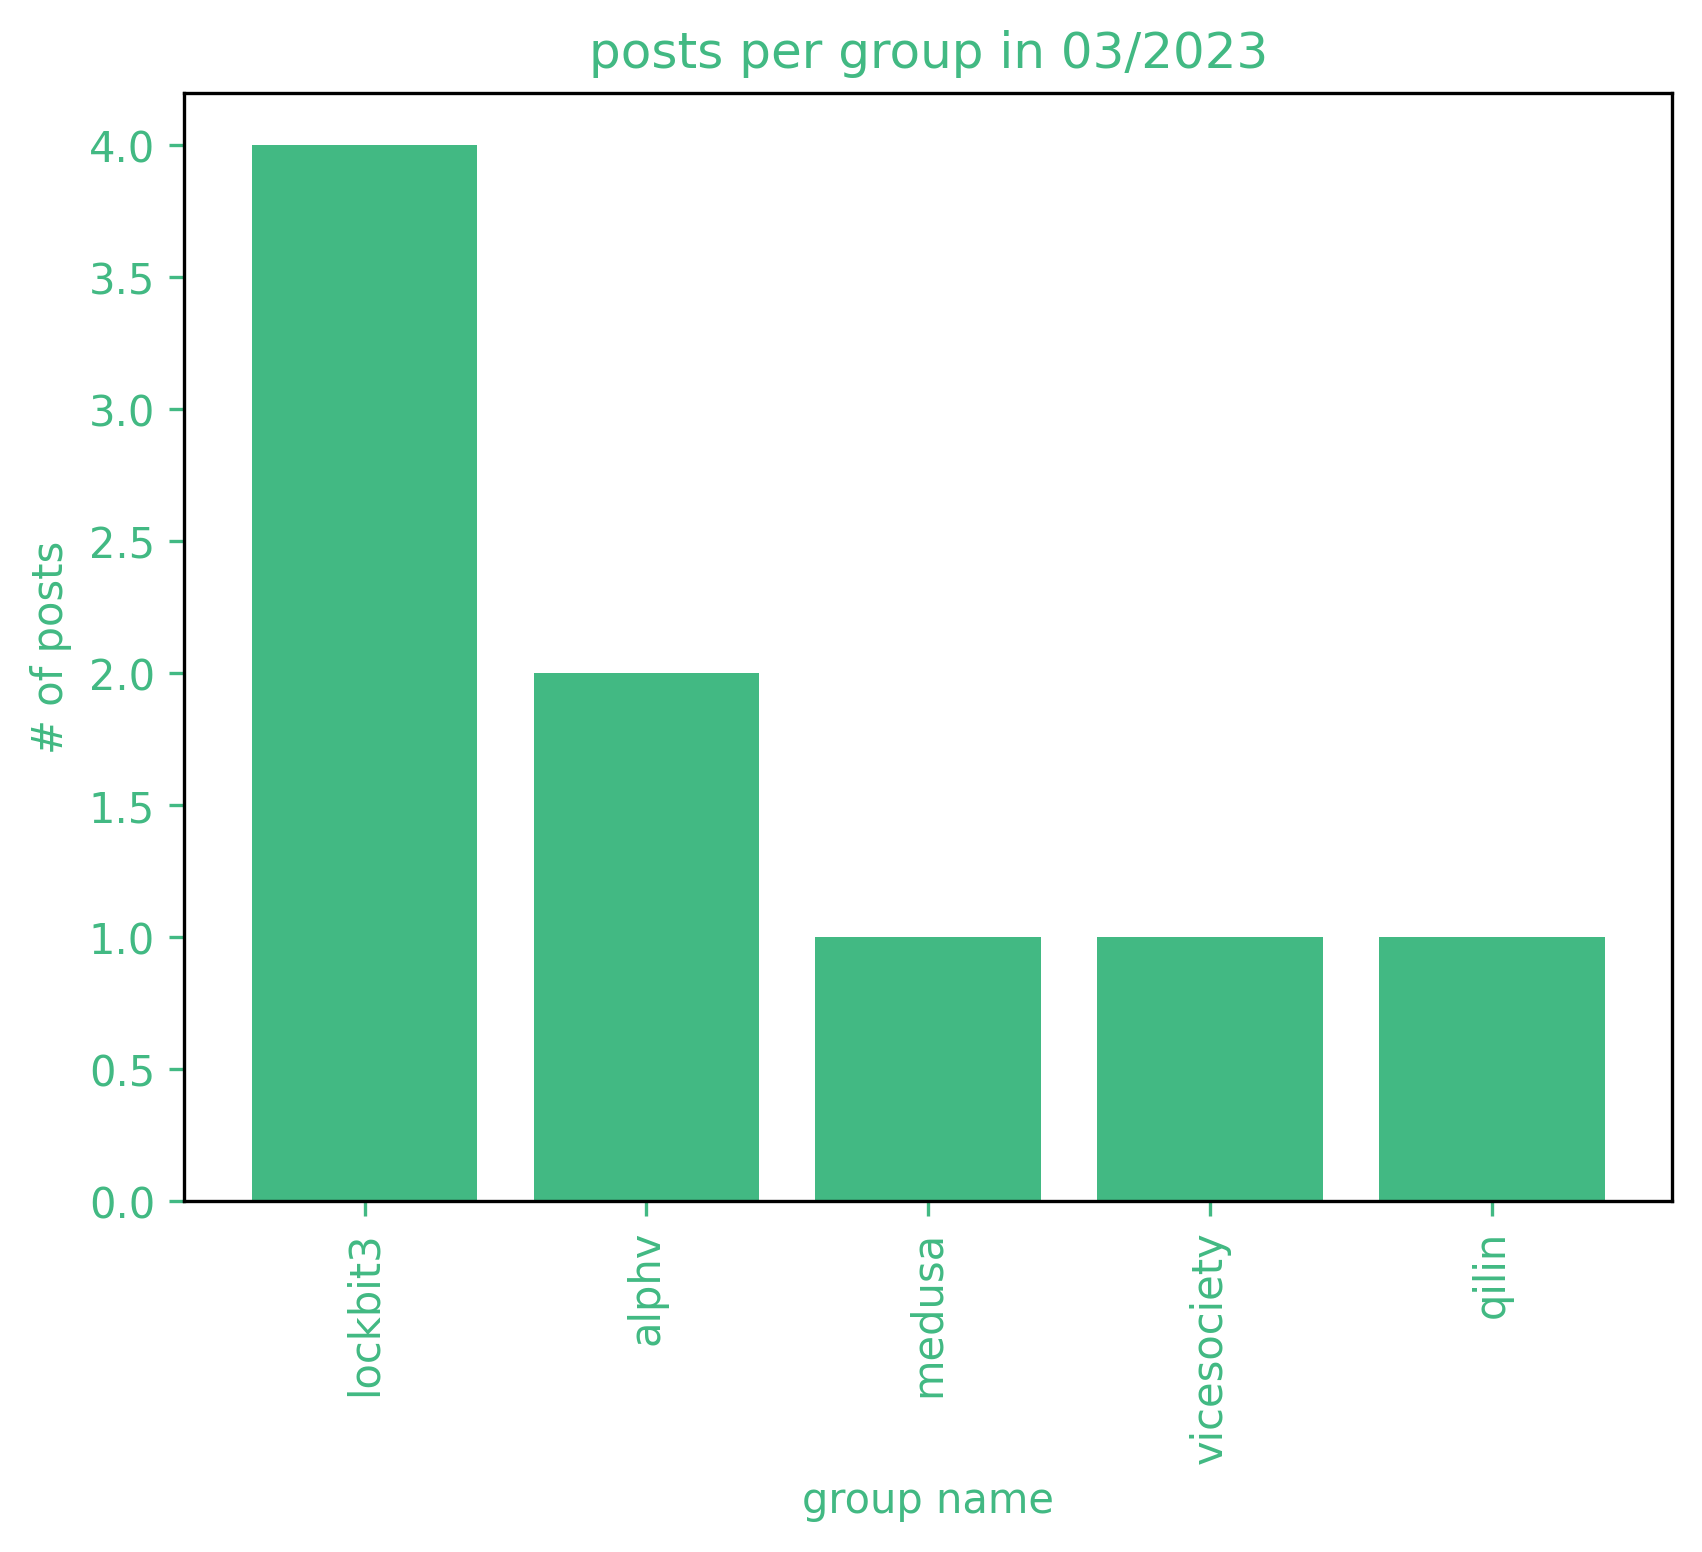 posts per group in 03/2023
4.0
3.5
3.0
2.5
2.0
1.5
1.0
0.5
0.0
# of posts
lockbit3
alphv
medusa
vicesociety
qilin
group name